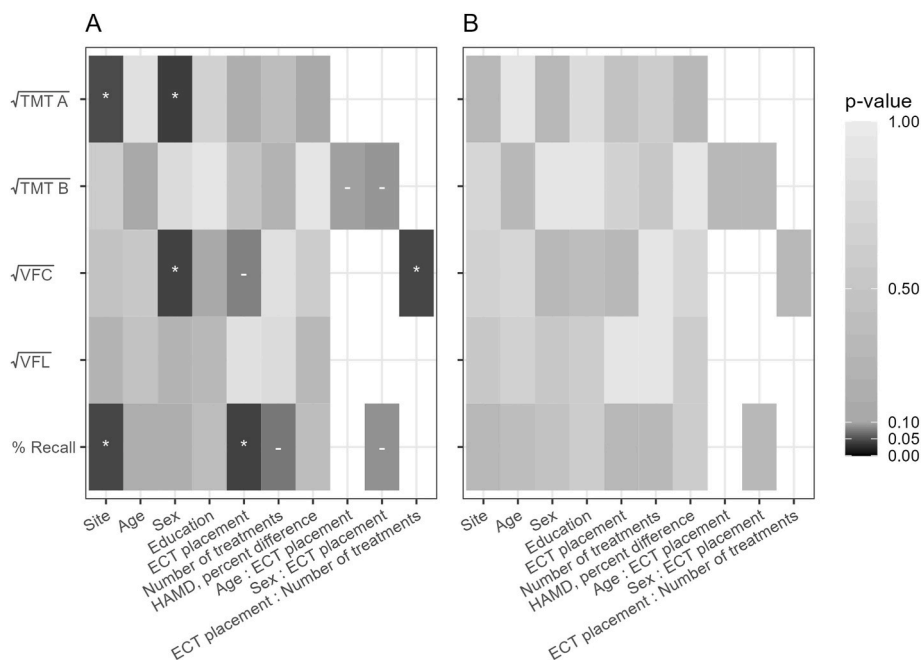 A
B
√TMT A
√TMT B
√VFC
√VFL
% Recall
* *
- -
* - *
* * - -
Site
Age
Sex
Education
ECT placement
Number of treatments
HAMD, percent difference
Age : ECT placement
Sex : ECT placement
ECT placement : Number of treatments
Site
Age
Sex
Education
ECT placement
Number of treatments
HAMD, percent difference
Age : ECT placement
Sex : ECT placement
ECT placement : Number of treatments
p-value
1.00
0.50
0.10
0.05
0.00